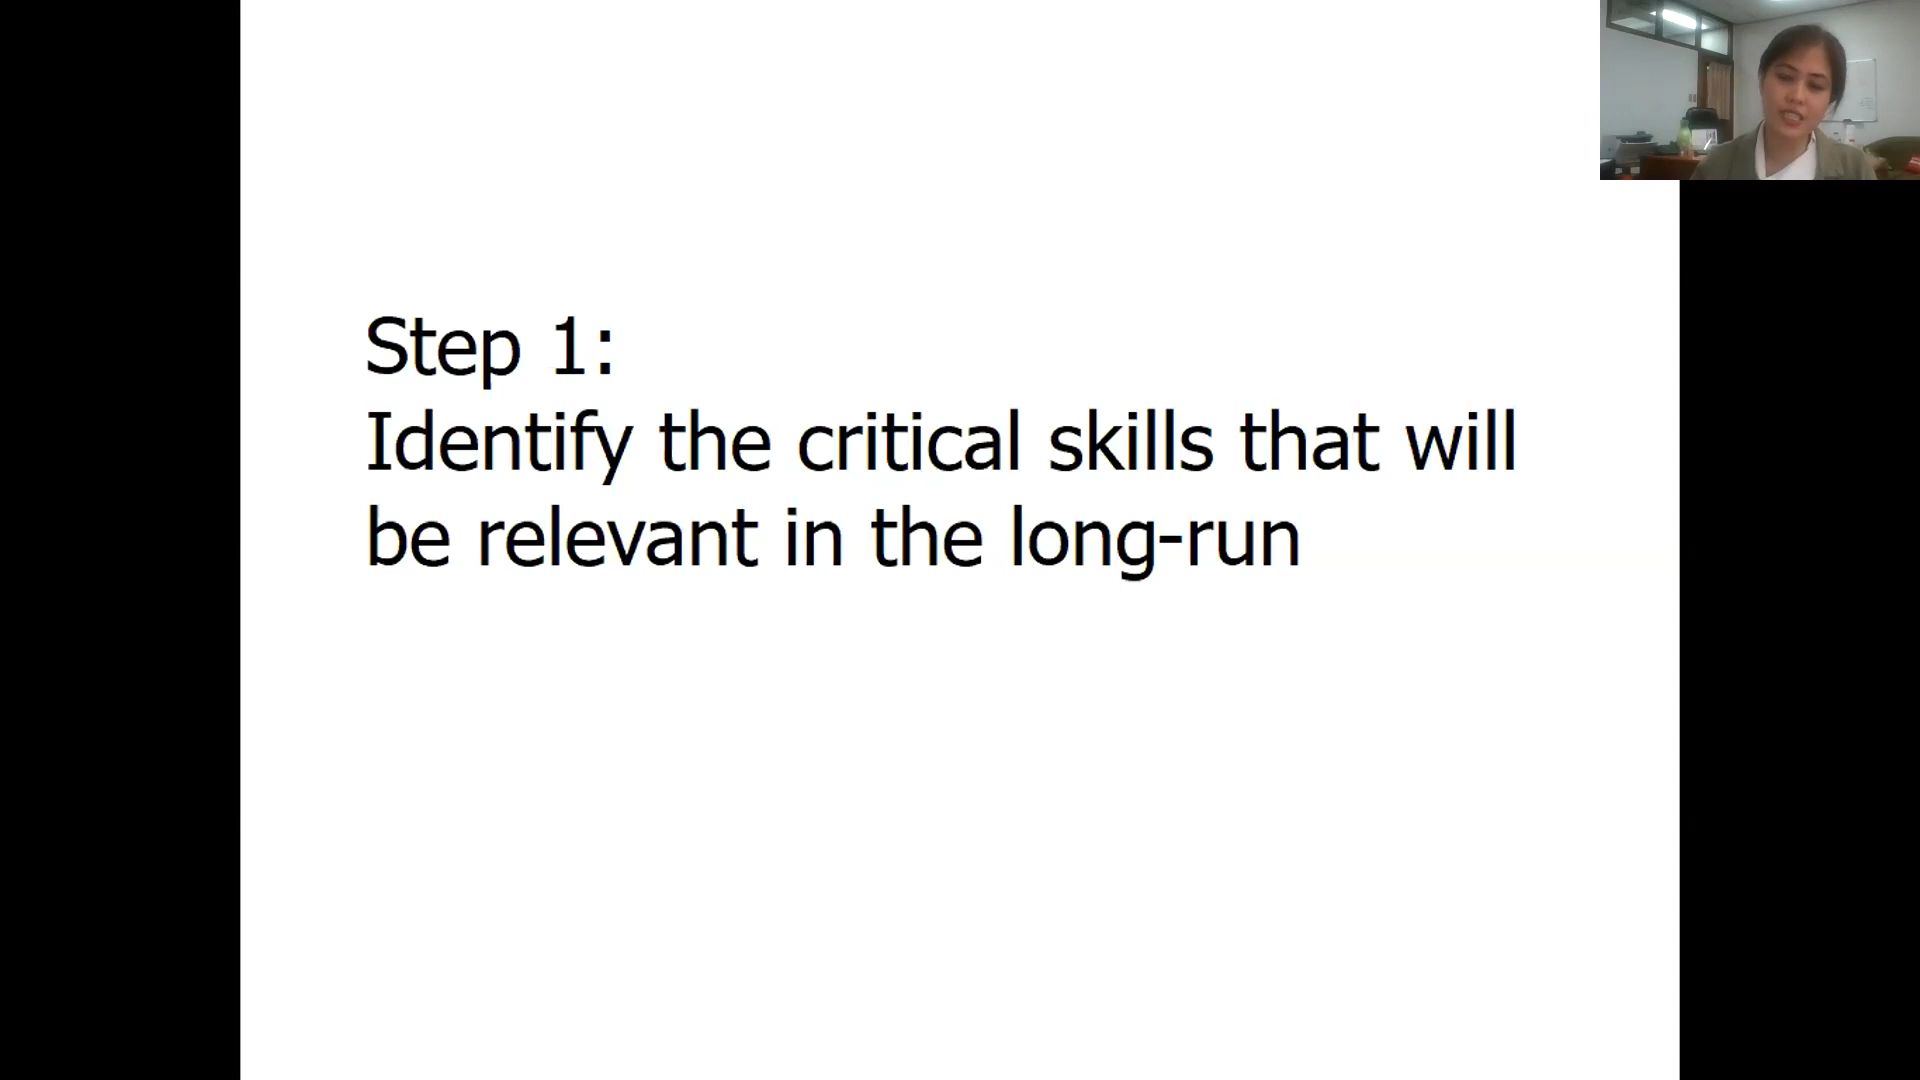 Step 1:
Identify the critical skills that will
be relevant in the long-run